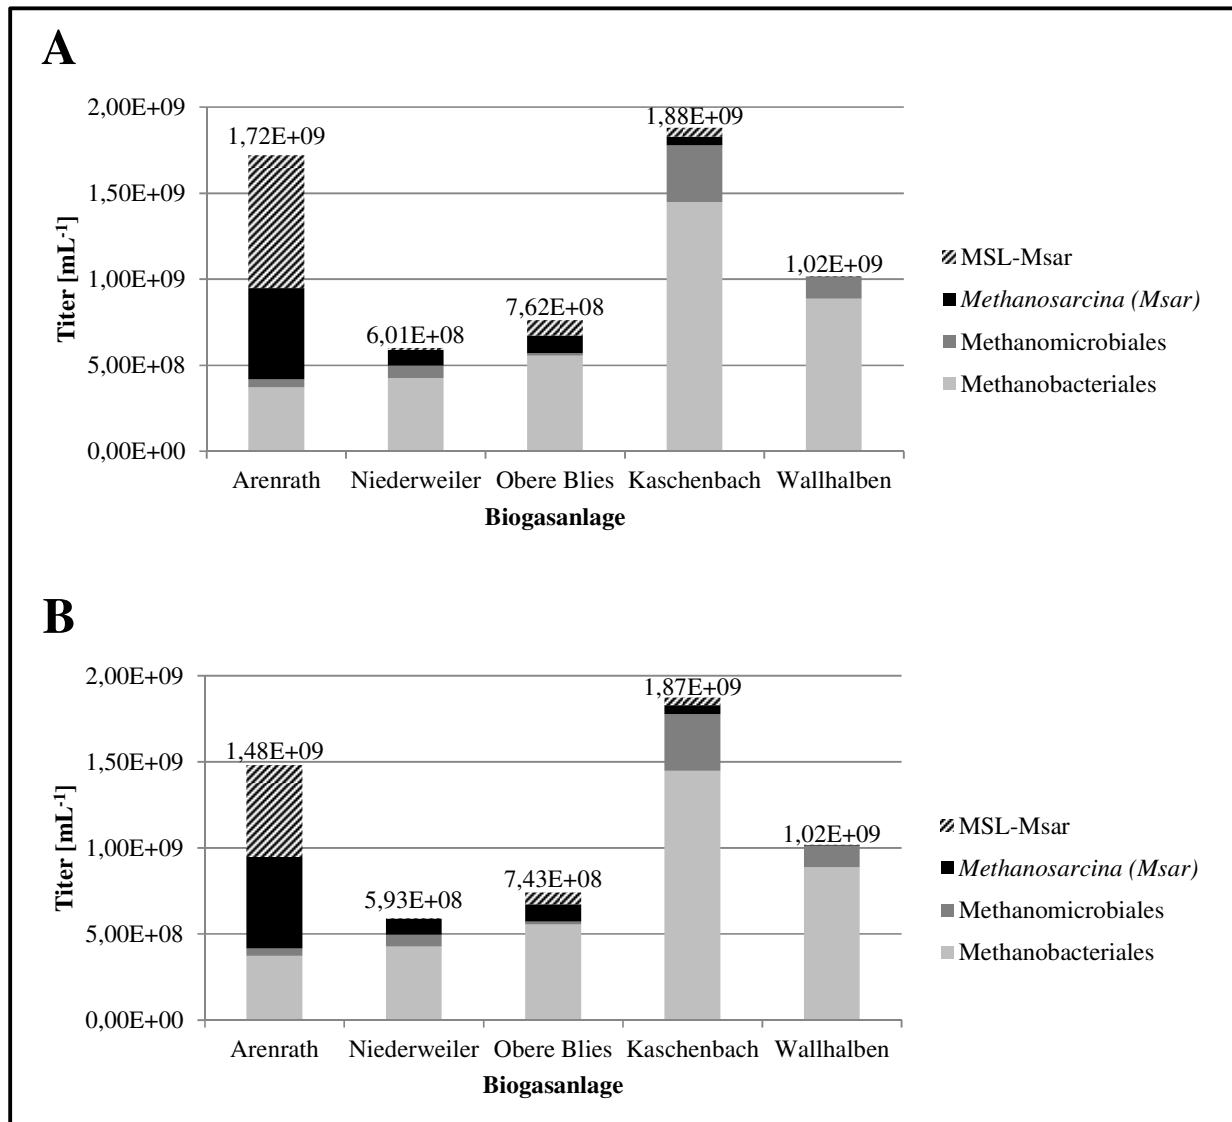 A
2,00E+09
1,50E+09
1,00E+09
5,00E+08
0,00E+00
Titer [mL-1]
1,72E+09
6,01E+08
7,62E+08
1,88E+09
1,02E+09
Arenrath Niederweiler Obere Blies Kaschenbach Wallhalben
Biogasanlage
MSL-Msar
Methanosarcina (Msar)
Methanomicrobiales
Methanobacteriales
B
2,00E+09
1,50E+09
1,00E+09
5,00E+08
0,00E+00
Titer [mL-1]
1,48E+09
5,93E+08
7,43E+08
1,87E+09
1,02E+09
Arenrath Niederweiler Obere Blies Kaschenbach Wallhalben
Biogasanlage
MSL-Msar
Methanosarcina (Msar)
Methanomicrobiales
Methanobacteriales